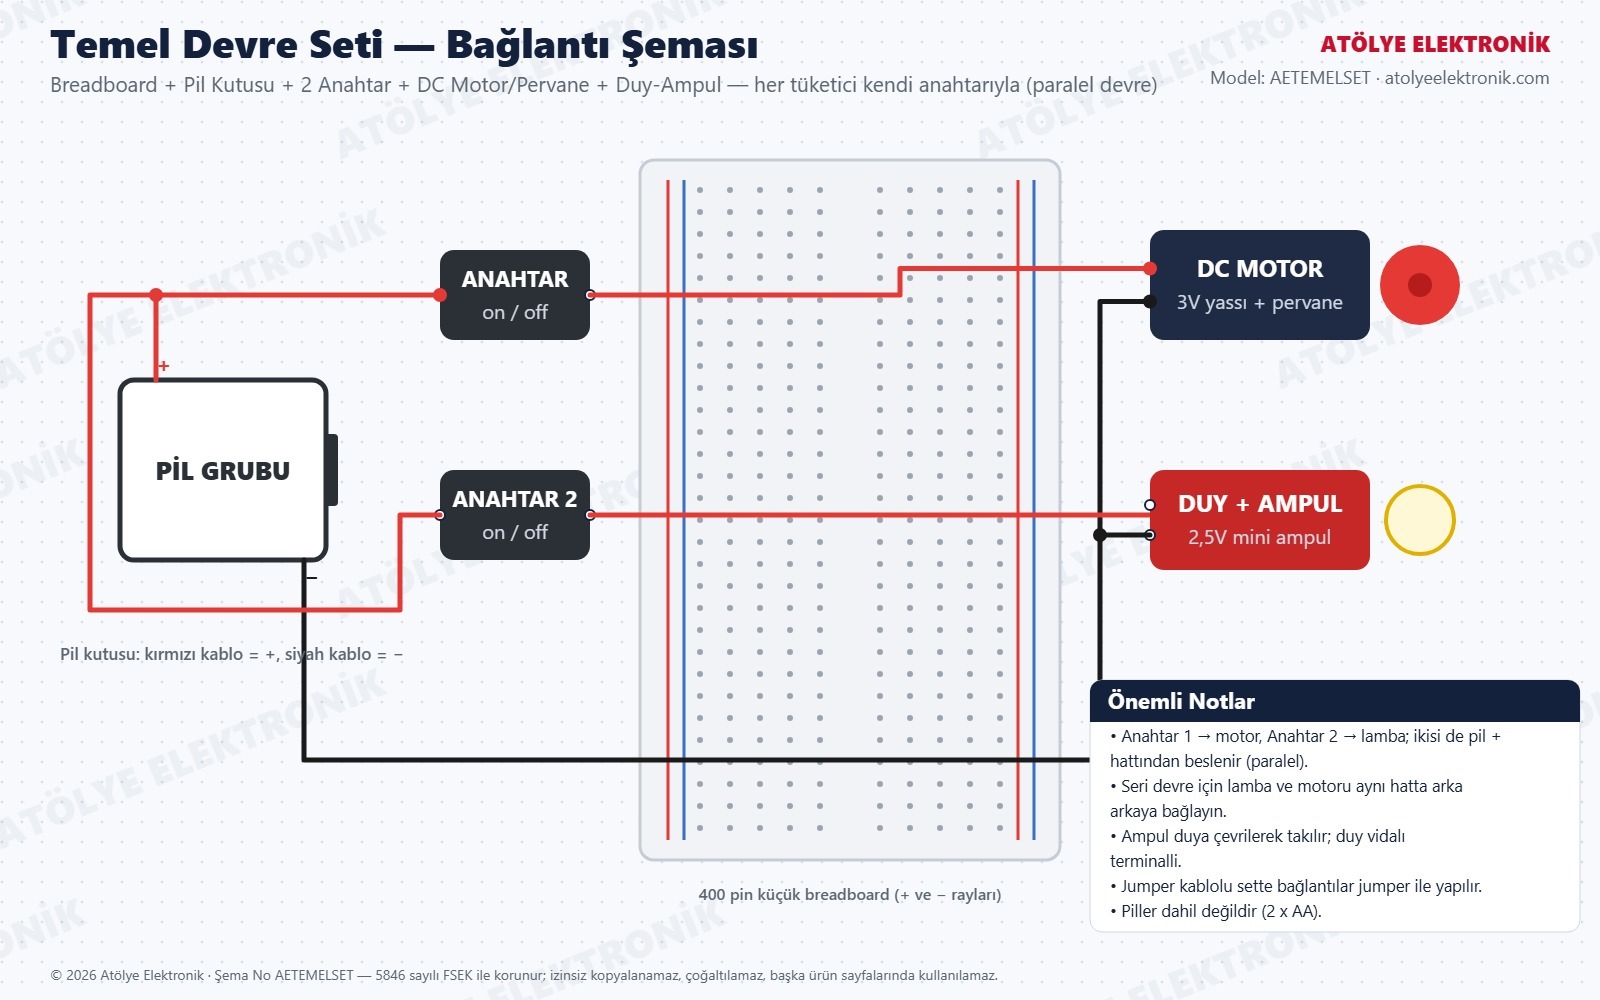 Temel Devre Seti — Bağlantı Şeması
ATÖLYE ELEKTRONİK
Breadboard + Pil Kutusu + 2 Anahtar + DC Motor/Pervane + Duy-Ampul — her tüketici kendi anahtarıyla (paralel devre)
Model: AETEMELSET · atolyeelektronik.com
ANAHTAR
on / off
DC MOTOR
3V yassı + pervane
+
PİL GRUBU
ANAHTAR 2
on / off
DUY + AMPUL
2,5V mini ampul
−
Pil kutusu: kırmızı kablo = +, siyah kablo = −
Önemli Notlar
• Anahtar 1 → motor, Anahtar 2 → lamba; ikisi de pil +
hattından beslenir (paralel).
• Seri devre için lamba ve motoru aynı hatta arka
arkaya bağlayın.
• Ampul duya çevrilerek takılır; duy vidalı
terminalli.
• Jumper kablolu sette bağlantılar jumper ile yapılır.
• Piller dahil değildir (2 x AA).
400 pin küçük breadboard (+ ve − rayları)
© 2026 Atölye Elektronik · Şema No AETEMELSET — 5846 sayılı FSEK ile korunur; izinsiz kopyalanamaz, çoğaltılamaz, başka ürün sayfalarında kullanılamaz.
ATÖLYE ELEKTRONİK